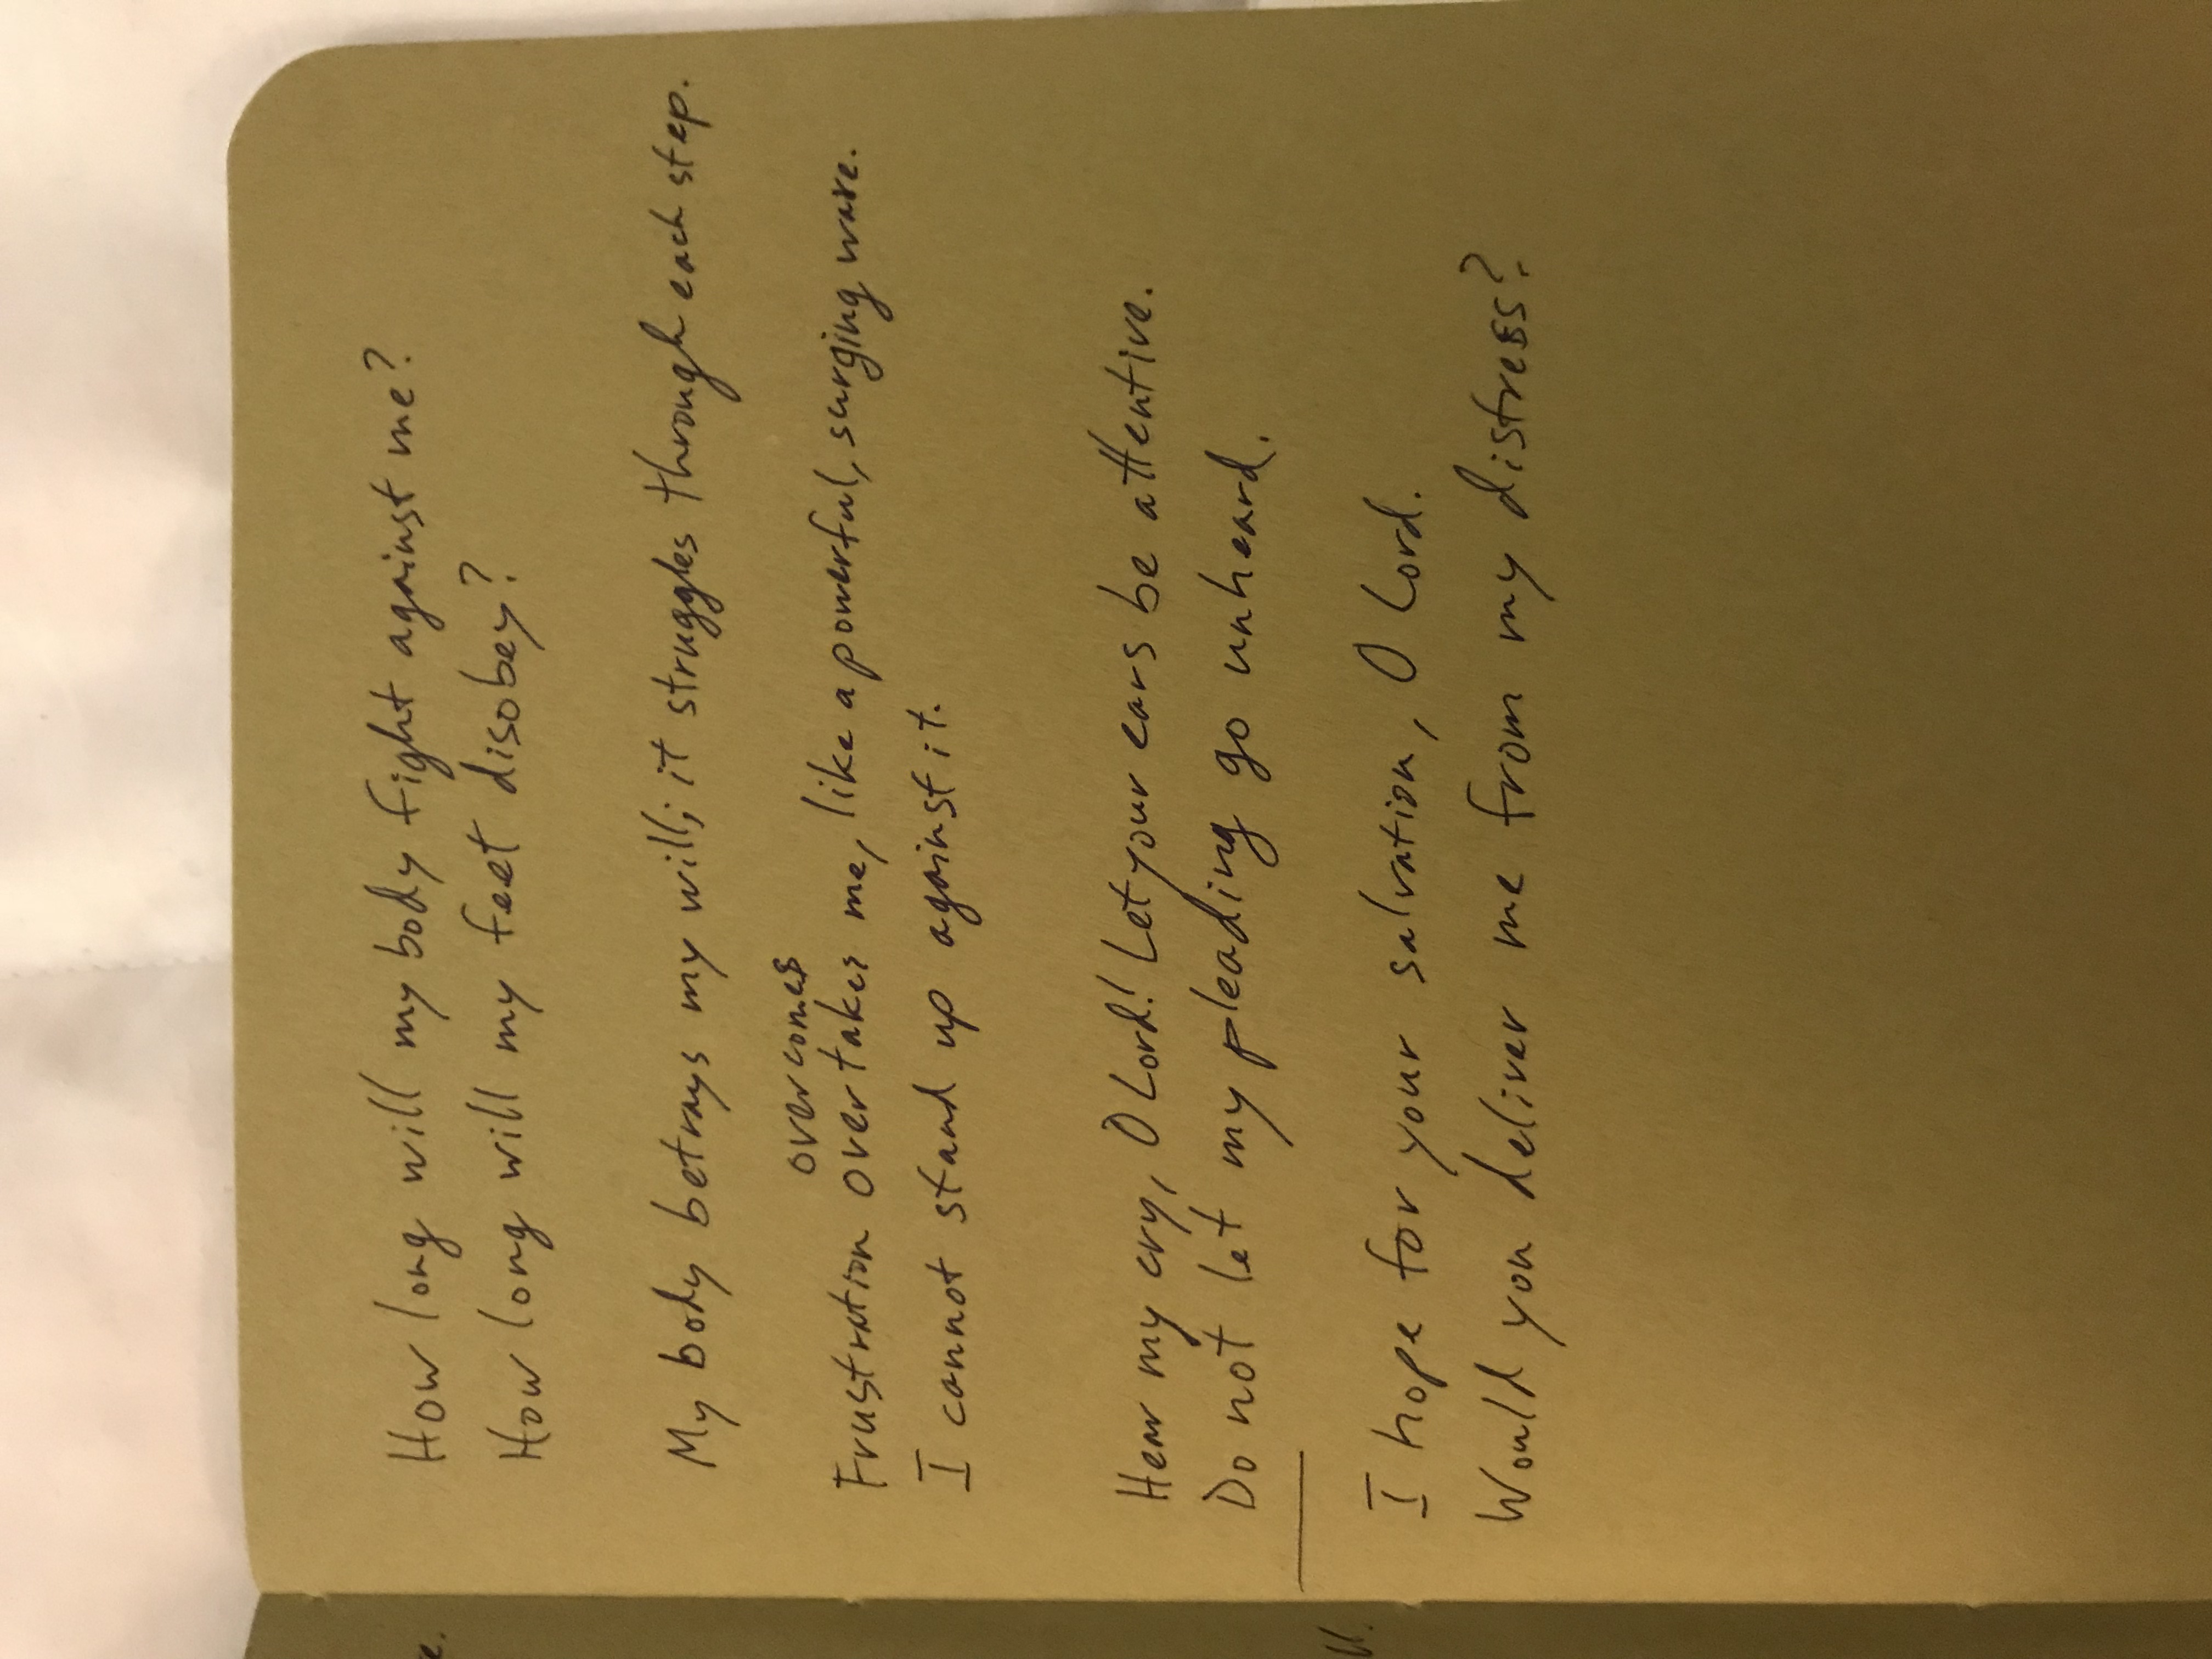 How long will my body fight against me?
How long will my feet disobey?
My body betrays my will; it struggles through each step.
overcomes
Frustration overtakes me, like a powerful, surging wave.
I cannot stand up against it.
Hear my cry, O Lord! Let your ears be attentive.
Do not let my pleading go unheard.
I hope for your salvation, O Lord.
Would you deliver me from my distress?